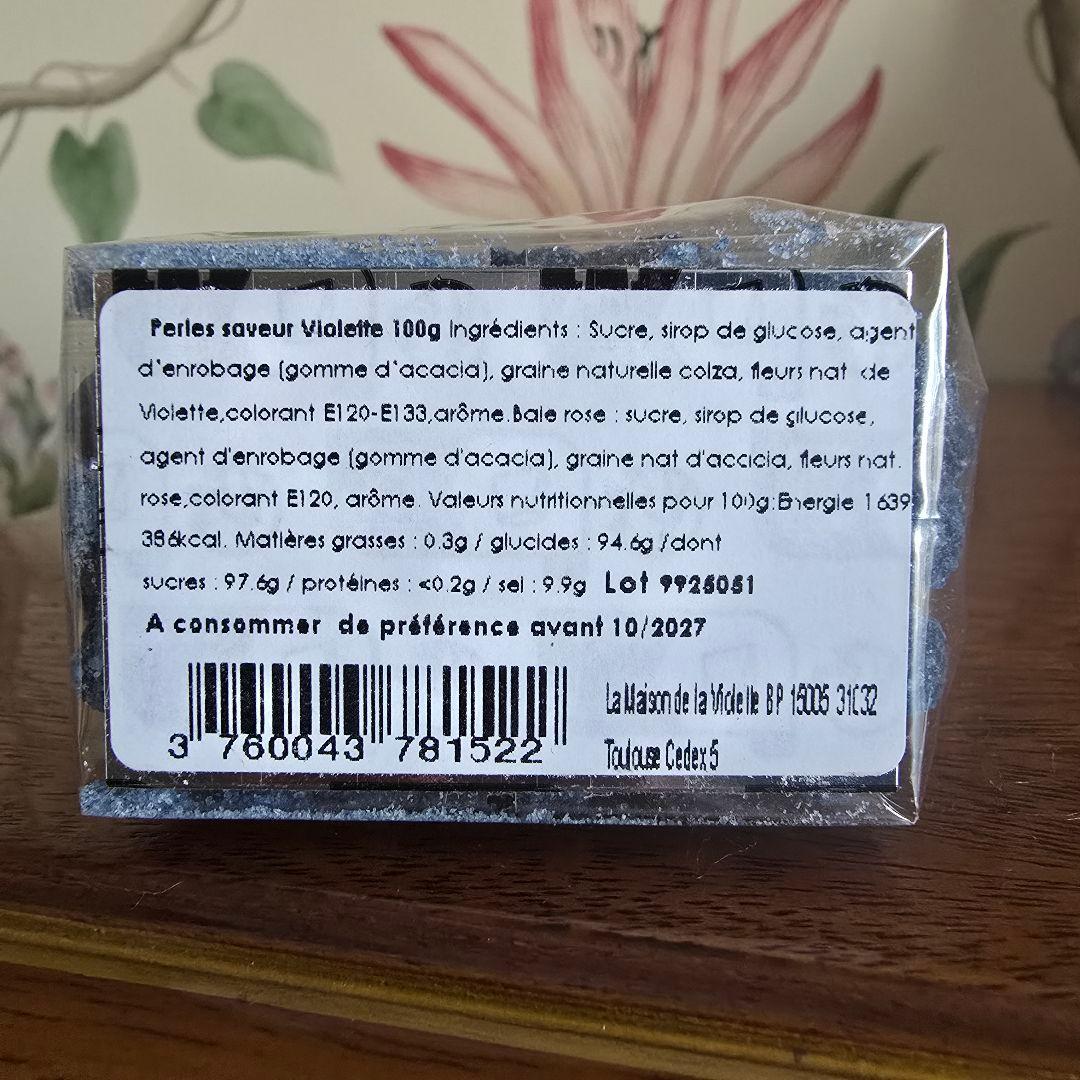 Perles saveur Violette 100g Ingrédients : Sucre, sirop de glucose, agent
d'enrobage (gomme d'acacia), graine naturelle colza, fleurs nat de
Violette,colorant E120-E133,arôme.Baie rose : sucre, sirop de glucose,
agent d'enrobage (gomme d'acacia), graine nat d'accicia, fleurs nat.
rose,colorant E120, arôme. Valeurs nutritionnelles pour 100g:Energie 1639
386kcal. Matières grasses : 0.3g / glucides : 94.6g /dont
sucres : 97.6g / protéines : <0.2g / sel : 9.9g Lot 9925051
A consommer de préférence avant 10/2027
La Maison de la Violette BP 15005 31032
Toulouse Cedex 5
3 760043 781522